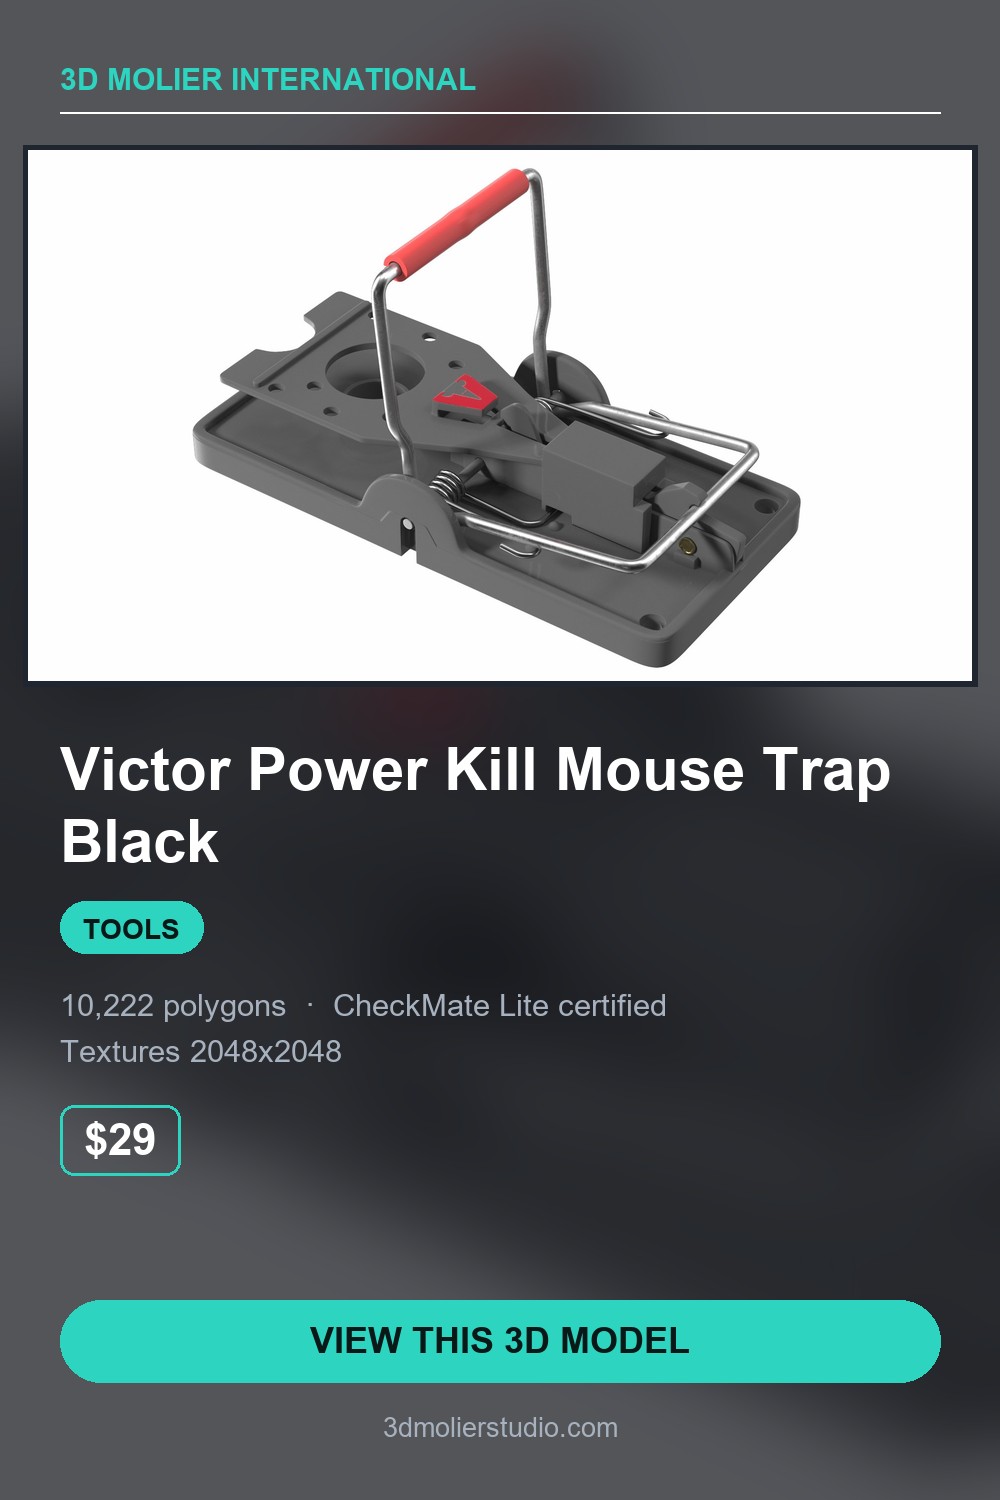 3D MOLIER INTERNATIONAL
Victor Power Kill Mouse Trap
Black
TOOLS
10,222 polygons · CheckMate Lite certified
Textures 2048x2048
$29
VIEW THIS 3D MODEL
3dmolierstudio.com